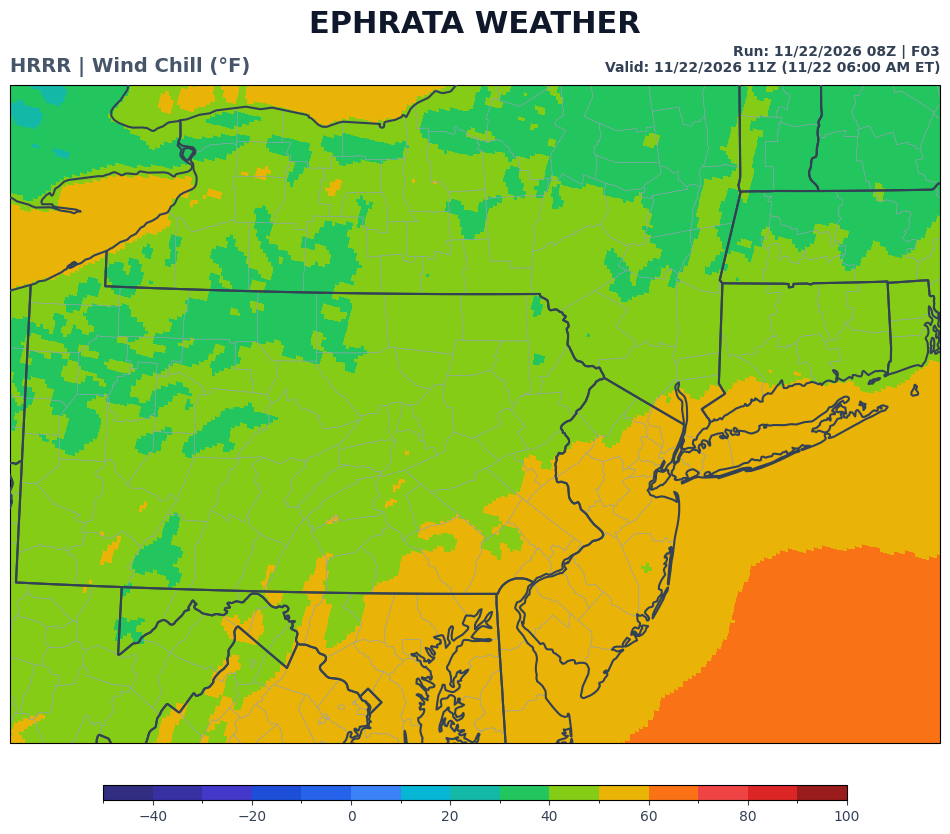 EPHRATA WEATHER
HRRR | Wind Chill (°F)
Run: 11/22/2026 08Z | F03
Valid: 11/22/2026 11Z (11/22 06:00 AM ET)
−40 −20 0 20 40 60 80 100